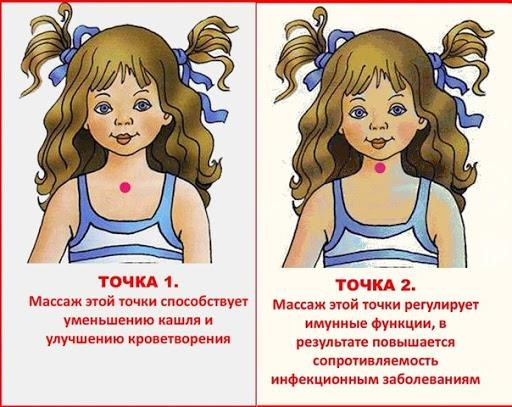 ТОЧКА 1.
Массаж этой точки способствует
уменьшению кашля и
улучшению кроветворения
ТОЧКА 2.
Массаж этой точки регулирует
имунные функции, в
результате повышается
сопротивляемость
инфекционным заболеваниям